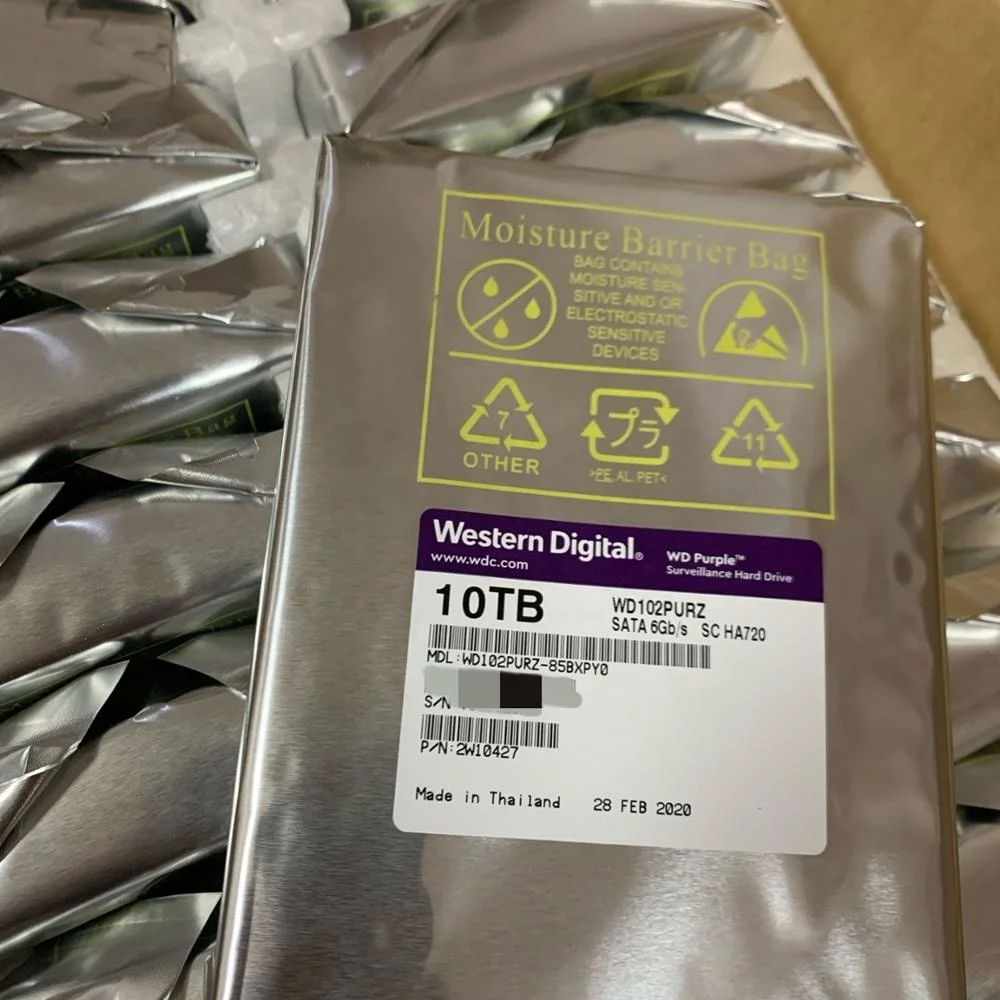 Moisture Barrier Bag
BAG CONTAINS
MOISTURE SEN-
SITIVE AND OR
ELECTROSTATIC
SENSITIVE
DEVICES
7
OTHER
プラ
>PE, AL, PET<
11
Western Digital®
www.wdc.com
WD Purple™
Surveillance Hard Drive
10TB
WD102PURZ
SATA 6Gb/s SC HA720
MDL:WD102PURZ-85BXPY0
S/N
P/N:2W10427
Made in Thailand 28 FEB 2020
Bag